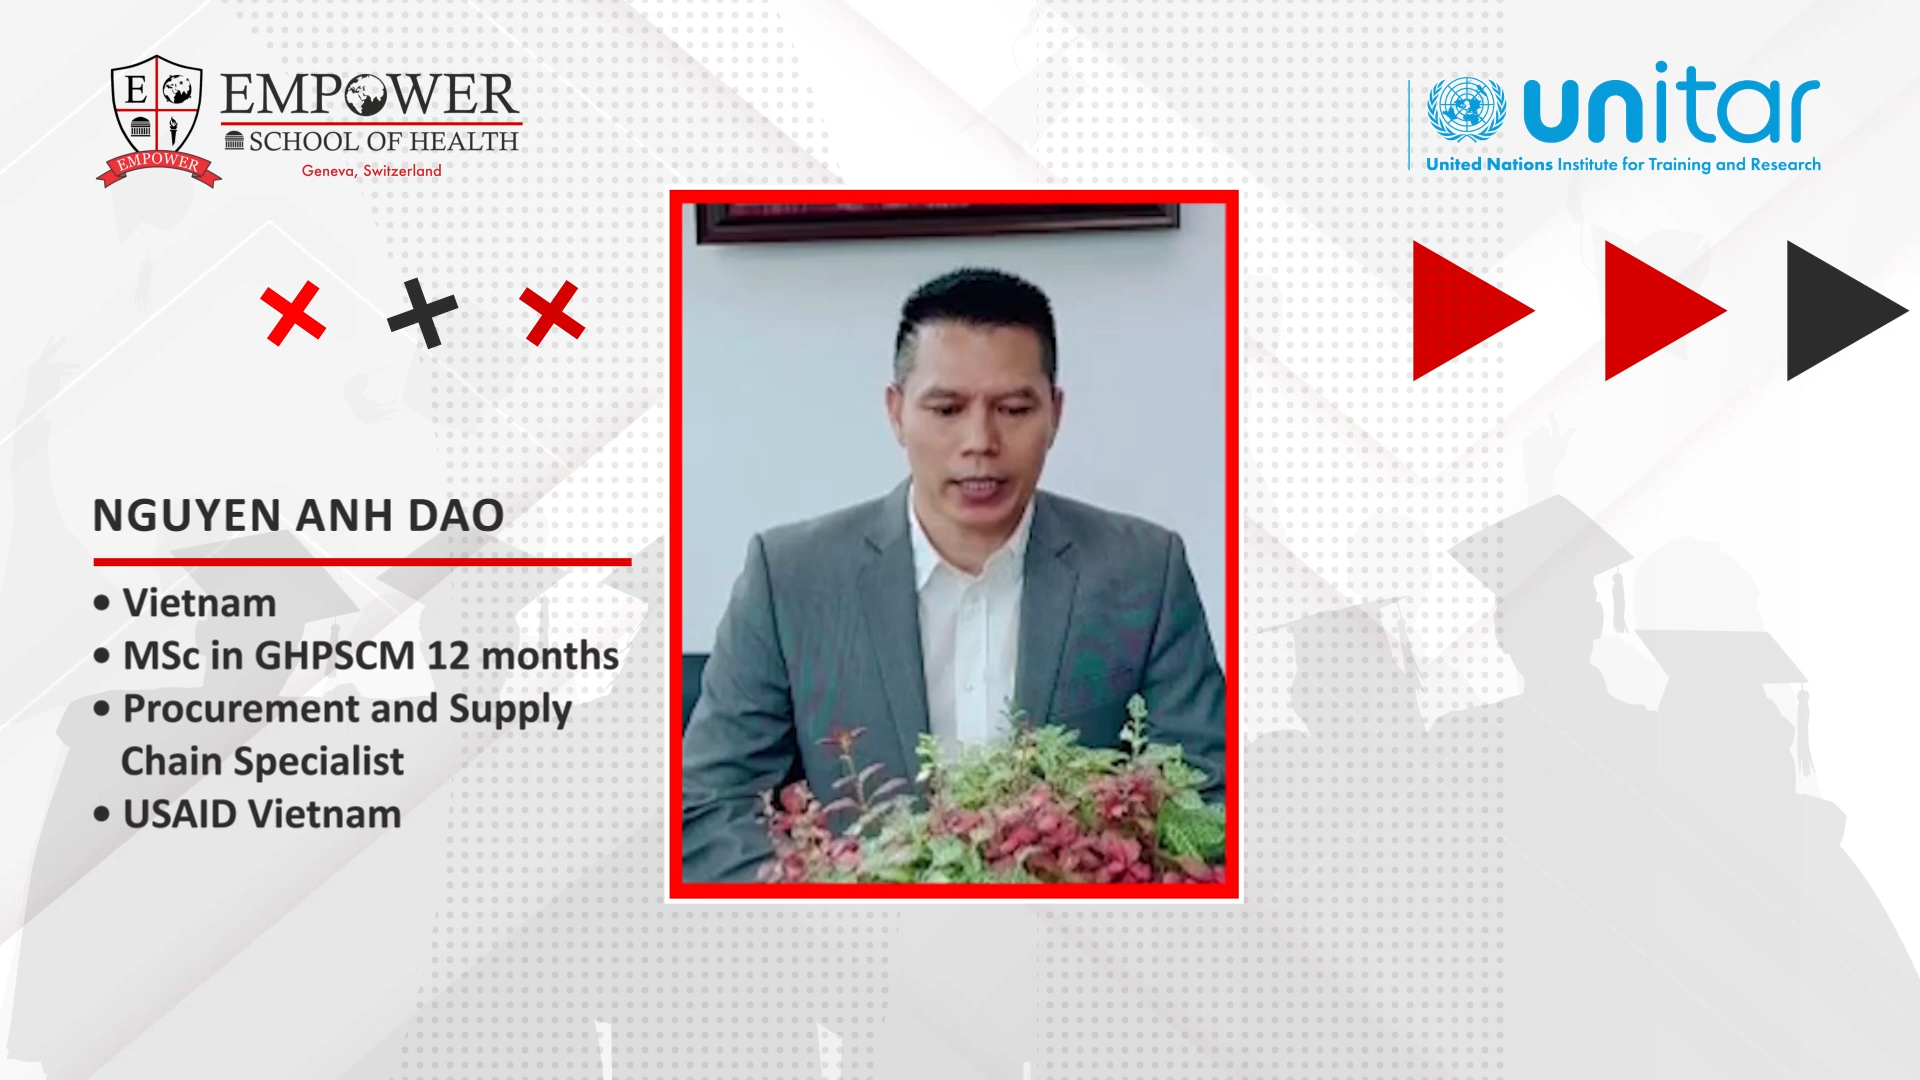 E
EMPOWER
EMPOWER
SCHOOL OF HEALTH
Geneva, Switzerland
unitar
United Nations Institute for Training and Research
NGUYEN ANH DAO
• Vietnam
• MSc in GHPSCM 12 months
• Procurement and Supply
Chain Specialist
• USAID Vietnam